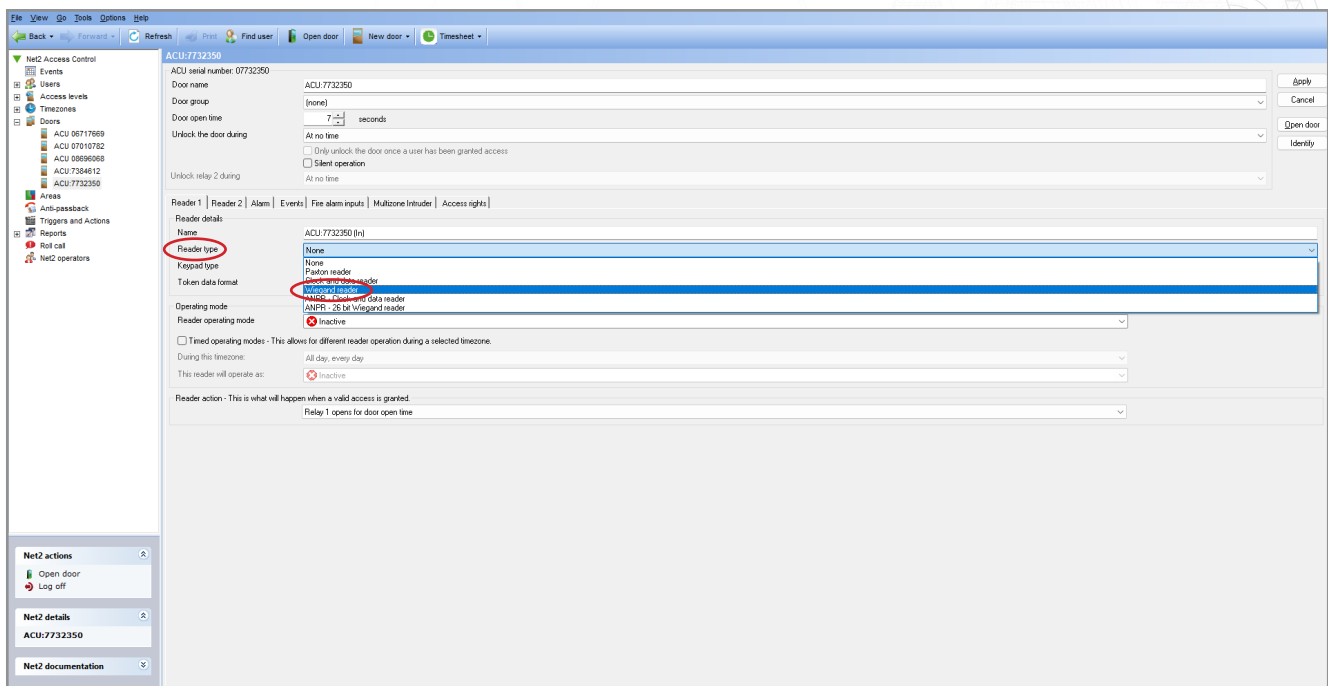 File View Go Tools Options Help
Back Forward Refresh Print Find user Open door New door Timesheet
Net2 Access Control
Events
Users
Access levels
Timezones
Doors
ACU 06717669
ACU 07010782
ACU 08696068
ACU:7384612
ACU:7732350
Areas
Anti-passback
Triggers and Actions
Reports
Roll call
Net2 operators
Net2 actions
Open door
Log off
Net2 details
ACU:7732350
Net2 documentation
ACU:7732350
ACU serial number: 07732350
Door name ACU:7732350
Door group (none)
Door open time 7 seconds
Unlock the door during At no time
Only unlock the door once a user has been granted access
Silent operation
Unlock relay 2 during At no time
Reader 1 Reader 2 Alarm Events Fire alarm inputs Multizone Intruder Access rights
Reader details
Name ACU:7732350 (In)
Reader type None
Keypad type
Token data format
None
Paxton reader
Clock and data reader
Wiegand reader
ANPR - Clock and data reader
ANPR - 26 bit Wiegand reader
Operating mode
Reader operating mode Inactive
Timed operating modes - This allows for different reader operation during a selected timezone.
During this timezone: All day, every day
This reader will operate as: Inactive
Reader action - This is what will happen when a valid access is granted.
Relay 1 opens for door open time
Apply
Cancel
Open door
Identify